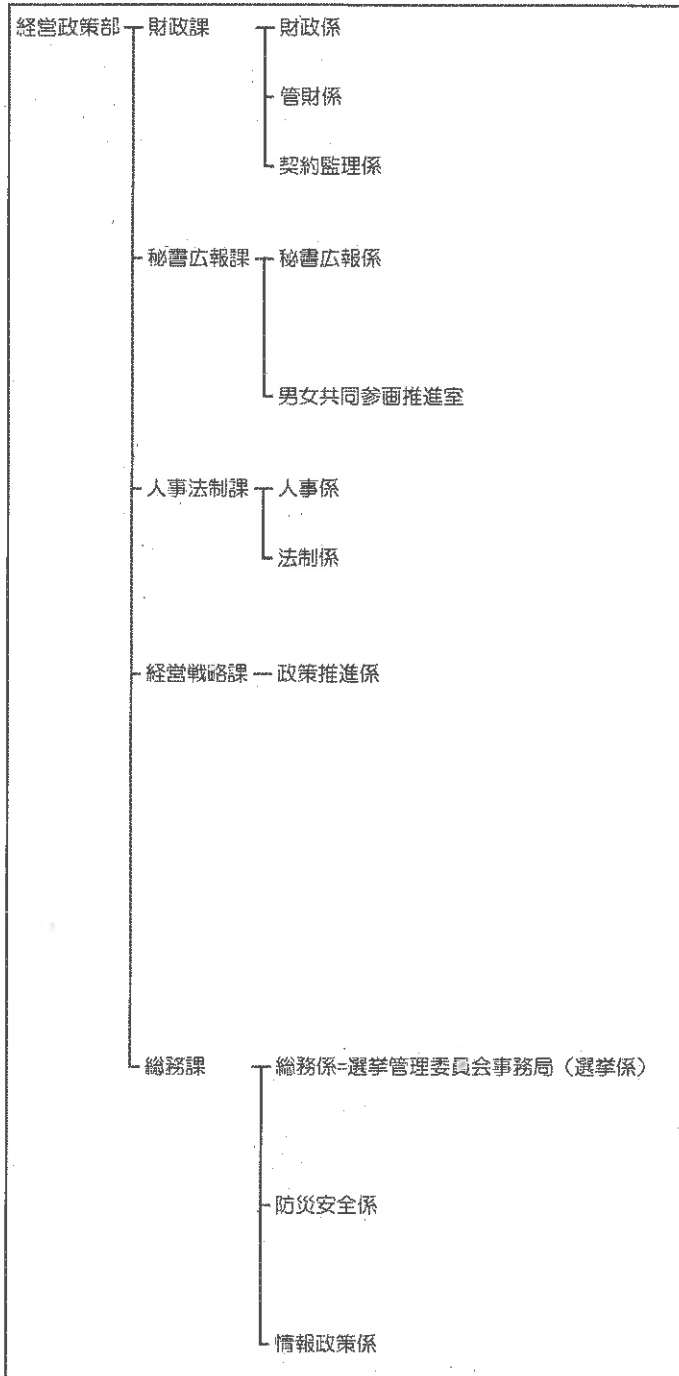 経営政策部 財政課 財政係
管財係
契約監理係
秘書広報課 秘書広報係
男女共同参画推進室
人事法制課 人事係
法制係
経営戦略課 政策推進係
総務課 総務係=選挙管理委員会事務局（選挙係）
防災安全係
情報政策係